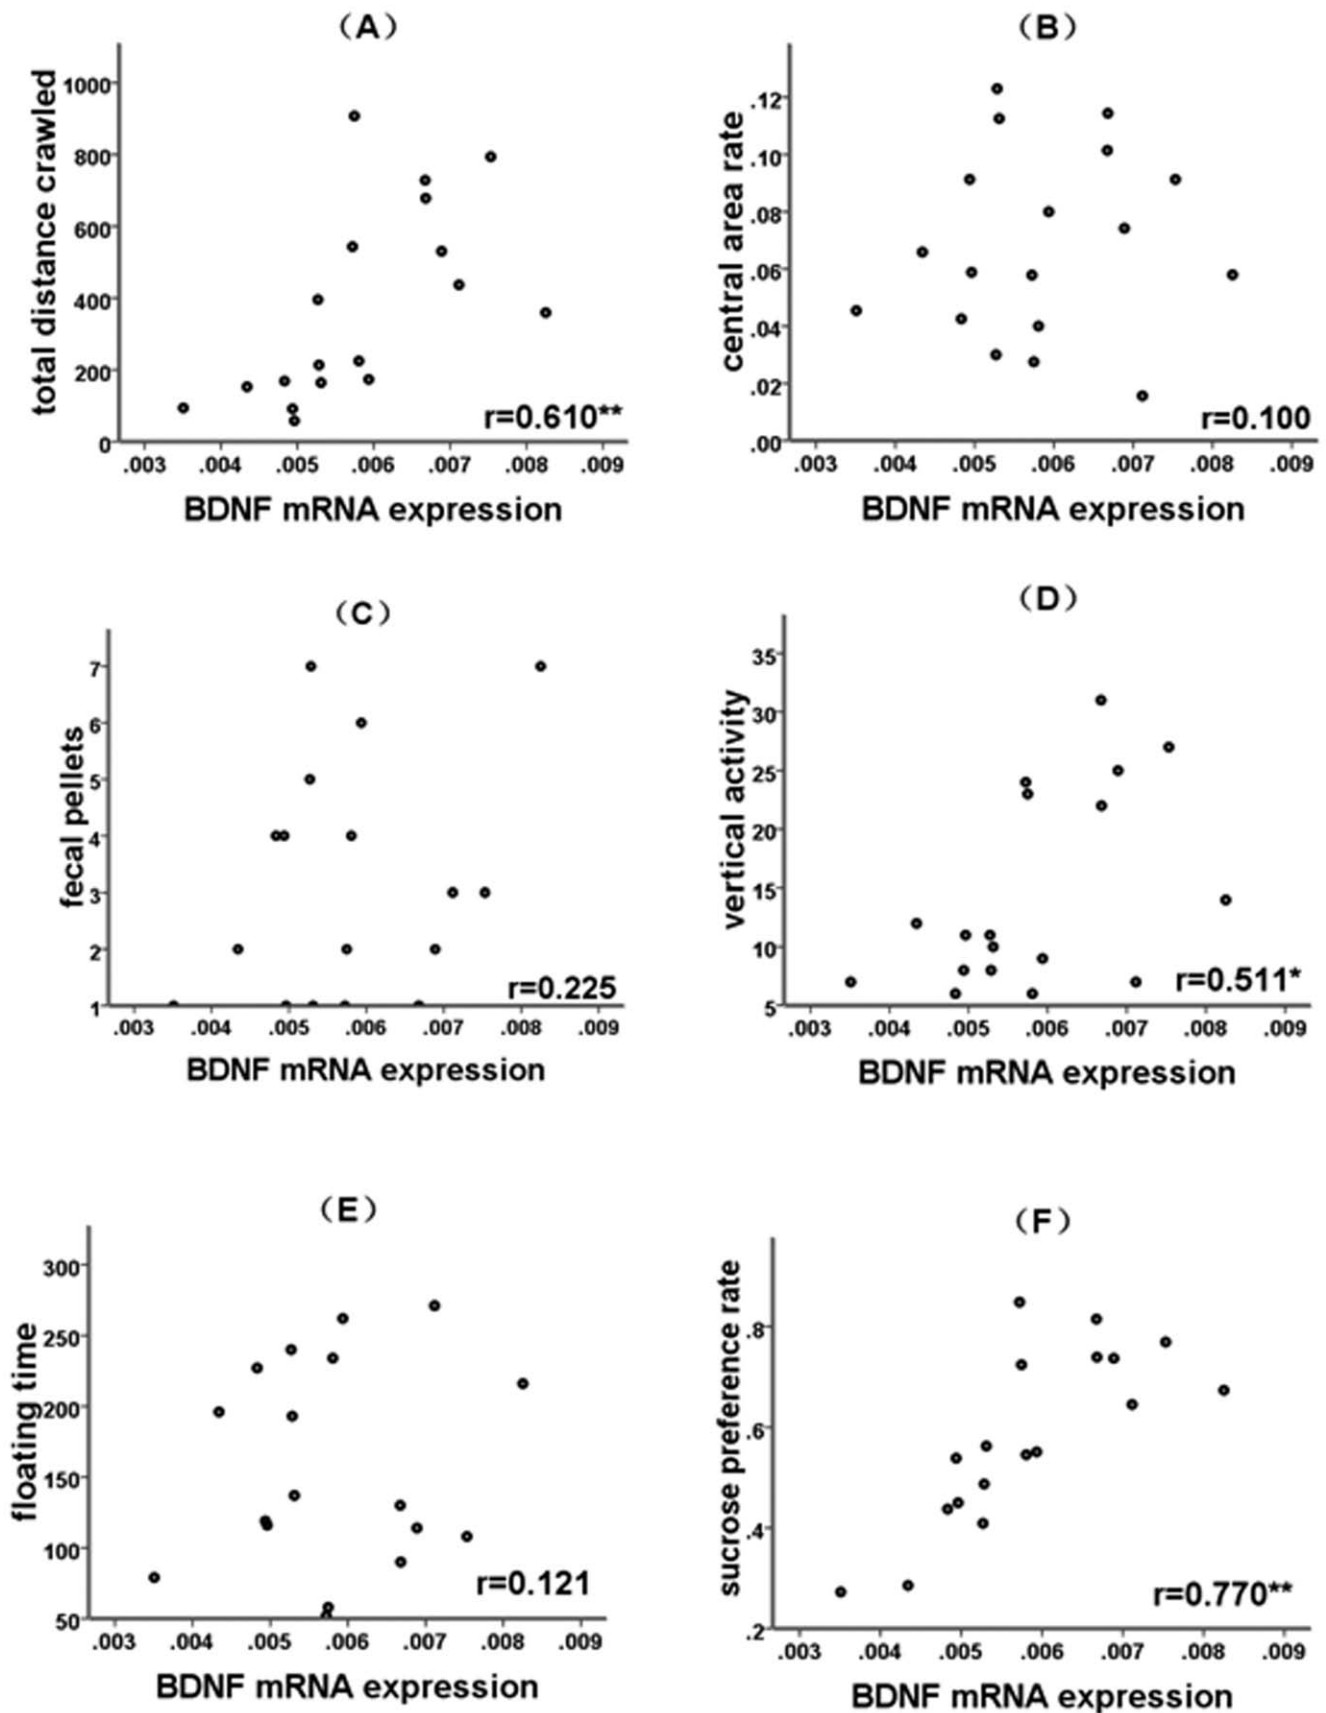 (A)
total distance crawled
1000
800
600
400
200
0
r=0.610**
.003 .004 .005 .006 .007 .008 .009
BDNF mRNA expression
(B)
central area rate
.12
.10
.08
.06
.04
.02
.00
r=0.100
.003 .004 .005 .006 .007 .008 .009
BDNF mRNA expression
(C)
fecal pellets
7
6
5
4
3
2
1
r=0.225
.003 .004 .005 .006 .007 .008 .009
BDNF mRNA expression
(D)
vertical activity
35
30
25
20
15
10
5
r=0.511*
.003 .004 .005 .006 .007 .008 .009
BDNF mRNA expression
(E)
floating time
300
250
200
150
100
50
r=0.121
.003 .004 .005 .006 .007 .008 .009
BDNF mRNA expression
(F)
sucrose preference rate
.8
.6
.4
.2
r=0.770**
.003 .004 .005 .006 .007 .008 .009
BDNF mRNA expression